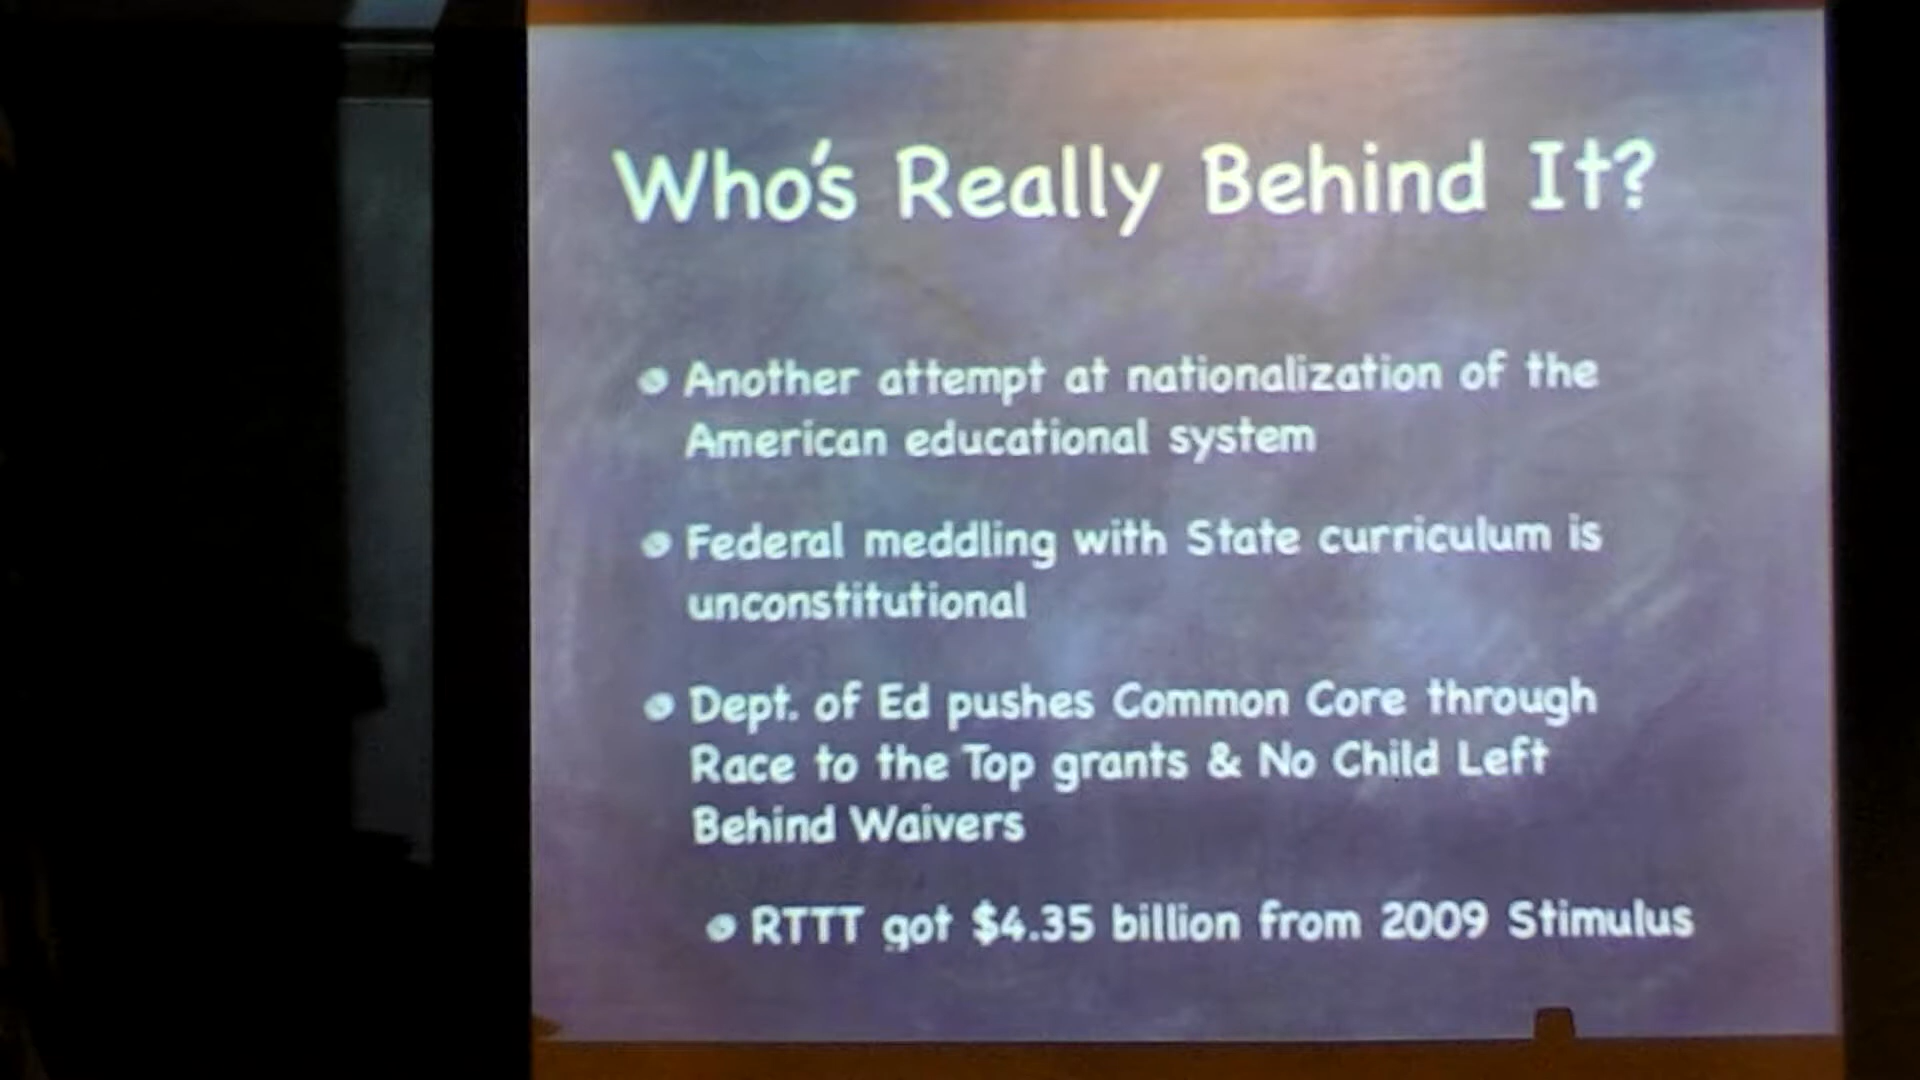 Who's Really Behind It?
Another attempt at nationalization of the
American educational system
Federal meddling with State curriculum is
unconstitutional
Dept. of Ed pushes Common Core through
Race to the Top grants & No Child Left
Behind Waivers
RTTT got $4.35 billion from 2009 Stimulus